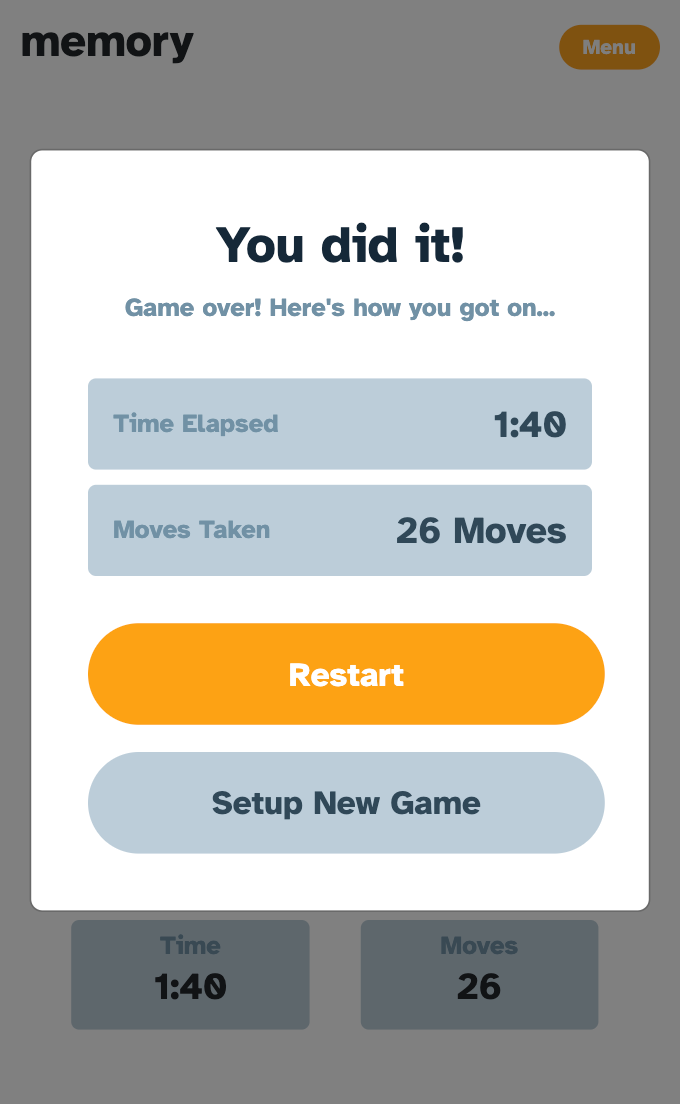 memory
Menu
You did it!
Game over! Here's how you got on...
Time Elapsed 1:40
Moves Taken 26 Moves
Restart
Setup New Game
Time Moves
1:40 26